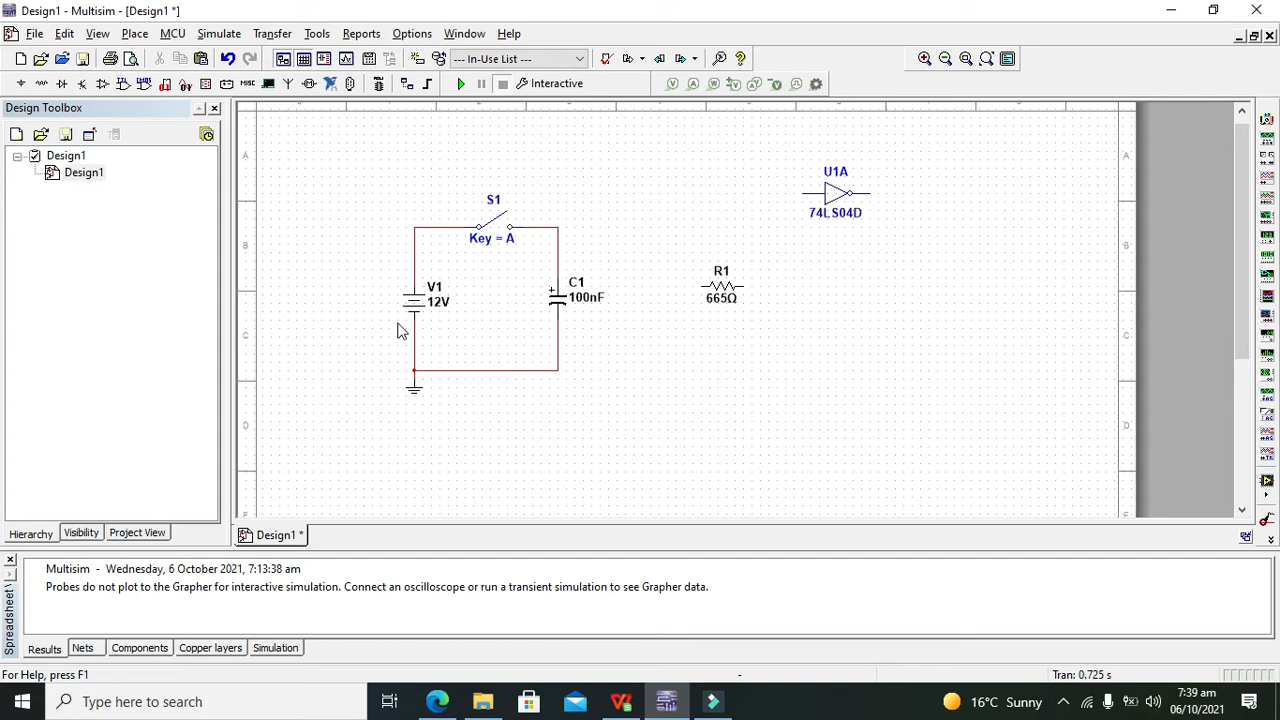 Design1 - Multisim - [Design1 *]
File Edit View Place MCU Simulate Transfer Tools Reports Options Window Help
--- In-Use List ---
MISC
Interactive
Design Toolbox
Design1
Design1
A
B
C
D
A
B
C
D
S1
Key = A
V1
12V
C1
100nF
+
R1
665Ω
U1A
74LS04D
Hierarchy Visibility Project View
Design1 *
Multisim - Wednesday, 6 October 2021, 7:13:38 am
Probes do not plot to the Grapher for interactive simulation. Connect an oscilloscope or run a transient simulation to see Grapher data.
Spreadsheet
Results Nets Components Copper layers Simulation
For Help, press F1
-
Tran: 0.725 s
Type here to search
16°C Sunny
7:39 am
06/10/2021